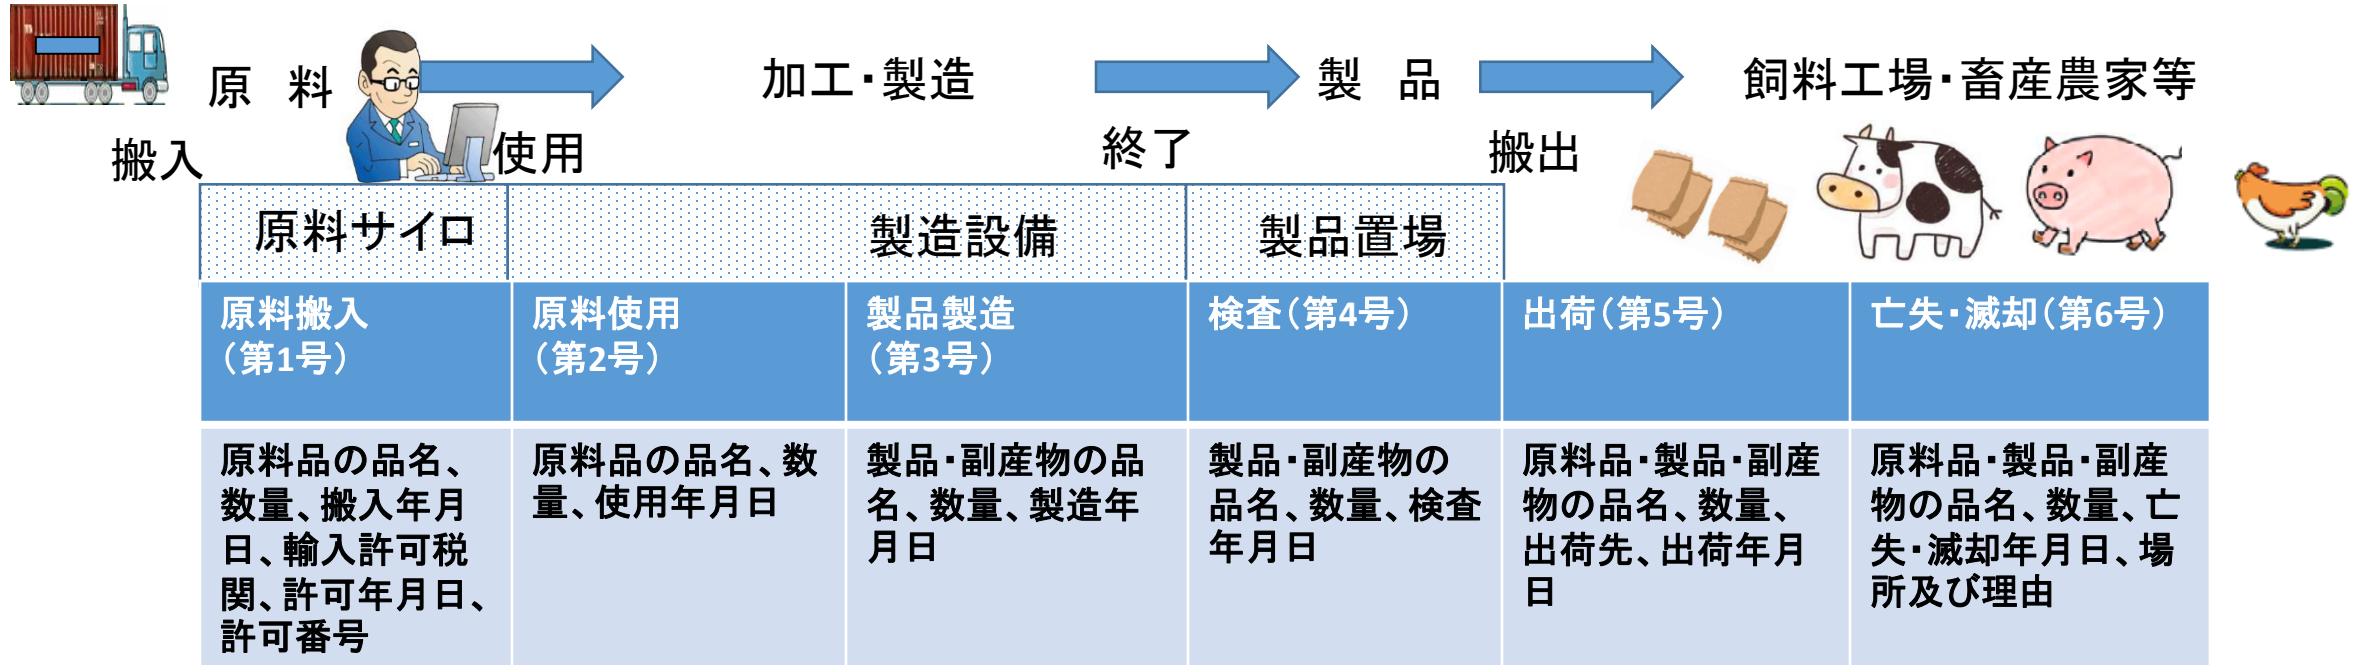 原 料
加工・製造
製 品
飼料工場・畜産農家等
搬入
使用
終了
搬出
原料サイロ
製造設備
製品置場
原料搬入
（第1号）
原料使用
（第2号）
製品製造
（第3号）
検査（第4号）
出荷（第5号）
亡失・滅却（第6号）
原料品の品名、
数量、搬入年月
日、輸入許可税
関、許可年月日、
許可番号
原料品の品名、数
量、使用年月日
製品・副産物の品
名、数量、製造年
月日
製品・副産物の
品名、数量、検査
年月日
原料品・製品・副産
物の品名、数量、
出荷先、出荷年月
日
原料品・製品・副産
物の品名、数量、亡
失・滅却年月日、場
所及び理由